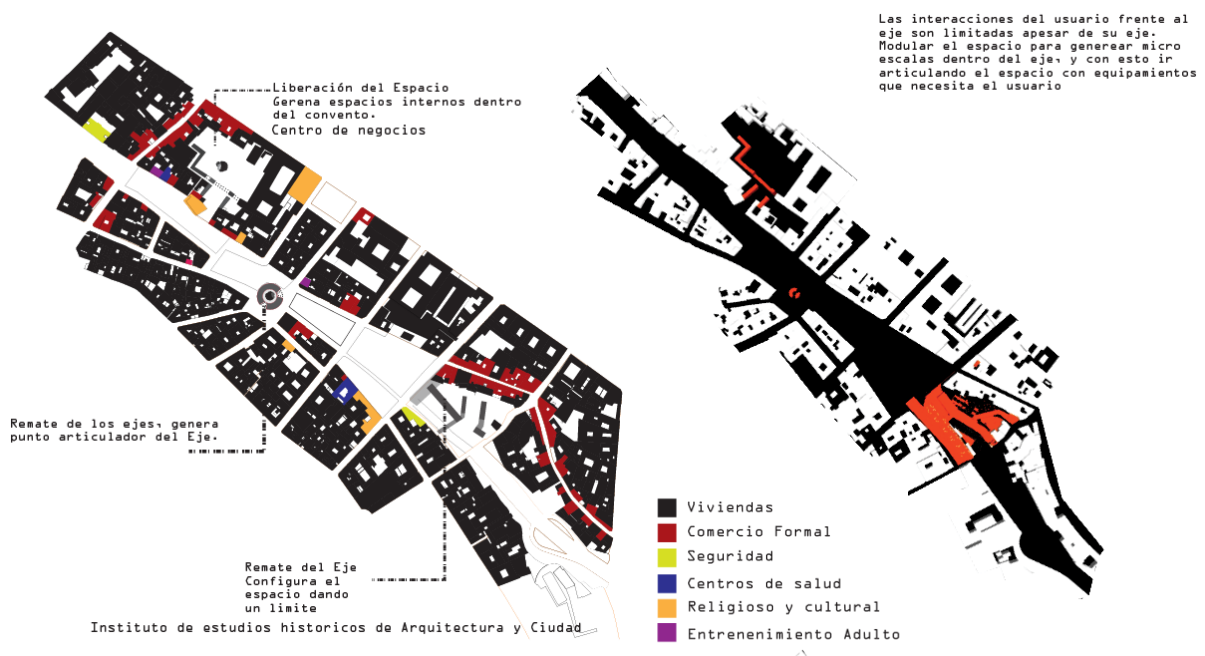 Las interacciones del usuario frente al
eje son limitadas apesar de su eje.
Modular el espacio para generear micro
escalas dentro del eje, y con esto ir
articulando el espacio con equipamientos
que necesita el usuario
Liberación del Espacio
Gerena espacios internos dentro
del convento.
Centro de negocios
Remate de los ejes, genera
punto articulador del Eje.
Remate del Eje
Configura el
espacio dando
un limite
Instituto de estudios historicos de Arquitectura y Ciudad
Viviendas
Comercio Formal
Seguridad
Centros de salud
Religioso y cultural
Entrenenimiento Adulto